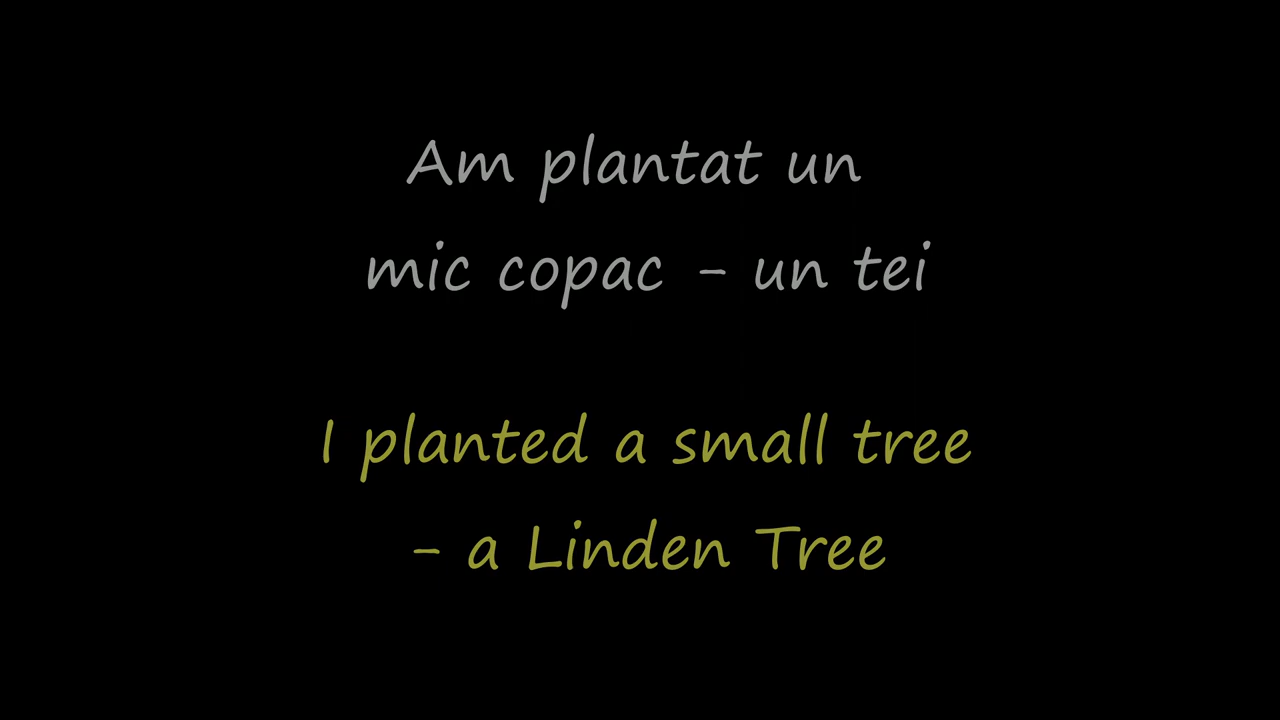 Am plantat un
mic copac - un tei
I planted a small tree
- a Linden Tree